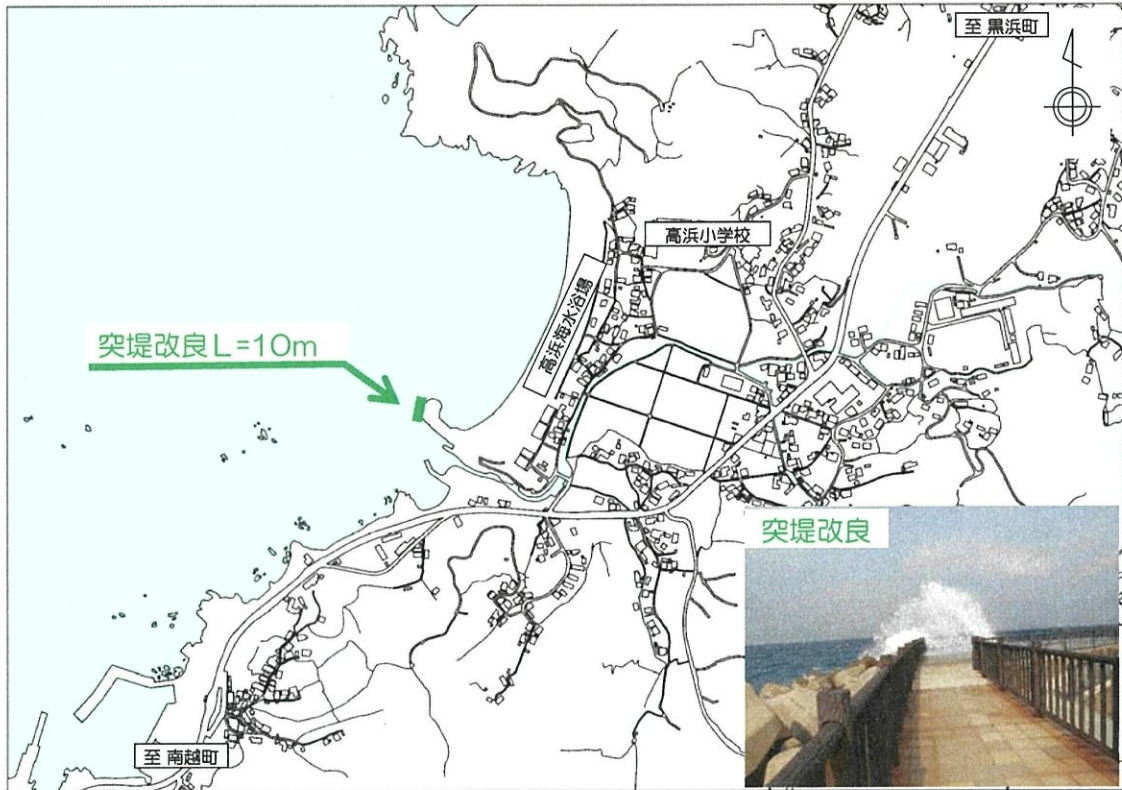 至 黒浜町
高浜小学校
高浜海水浴場
突堤改良L=10m
突堤改良
至 南越町